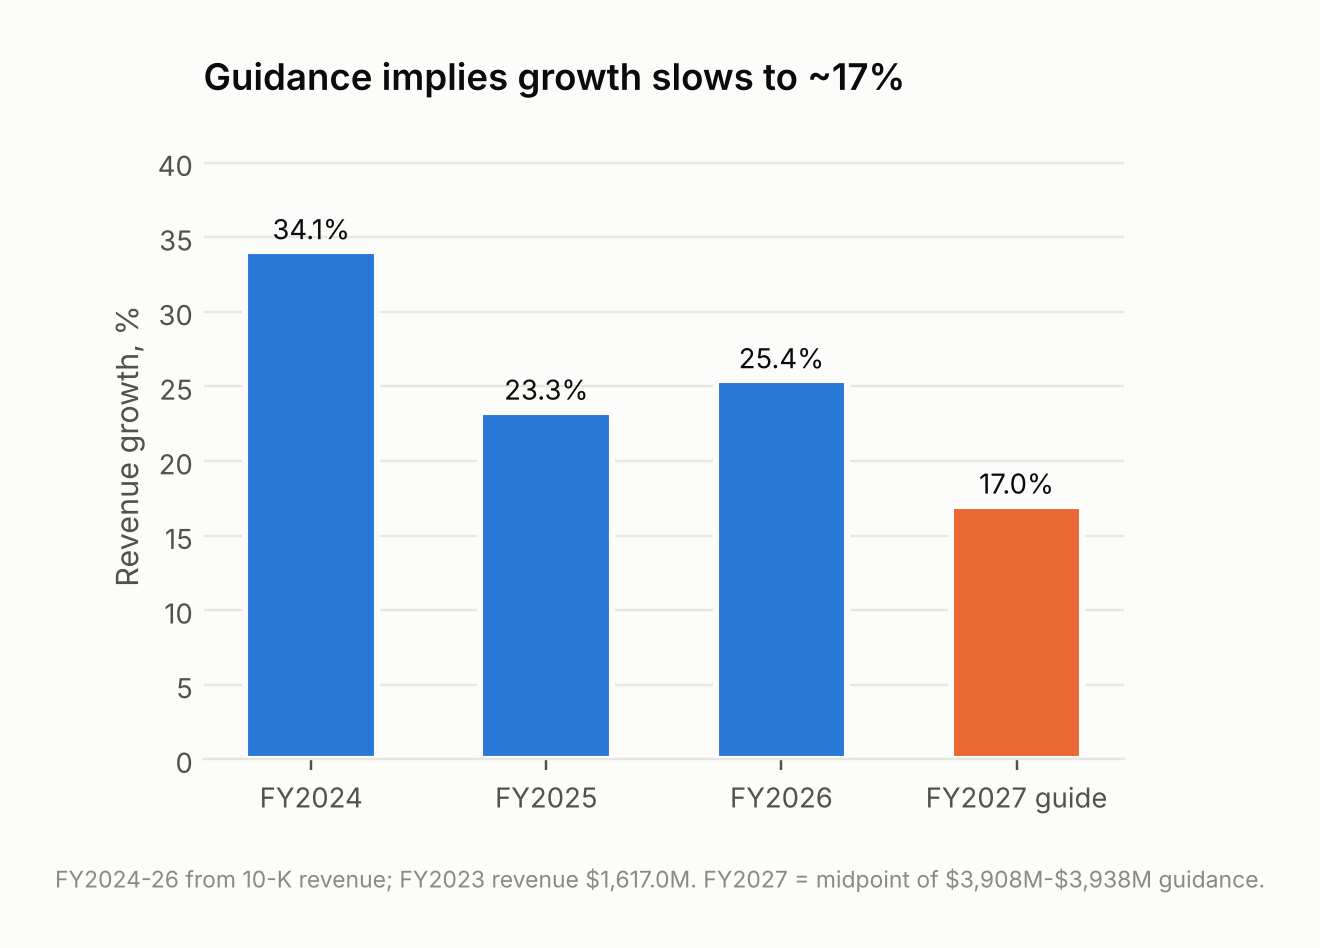 Guidance implies growth slows to ~17%
Revenue growth, %
40
35
30
25
20
15
10
5
0
34.1%
23.3%
25.4%
17.0%
FY2024
FY2025
FY2026
FY2027 guide
FY2024-26 from 10-K revenue; FY2023 revenue $1,617.0M. FY2027 = midpoint of $3,908M-$3,938M guidance.